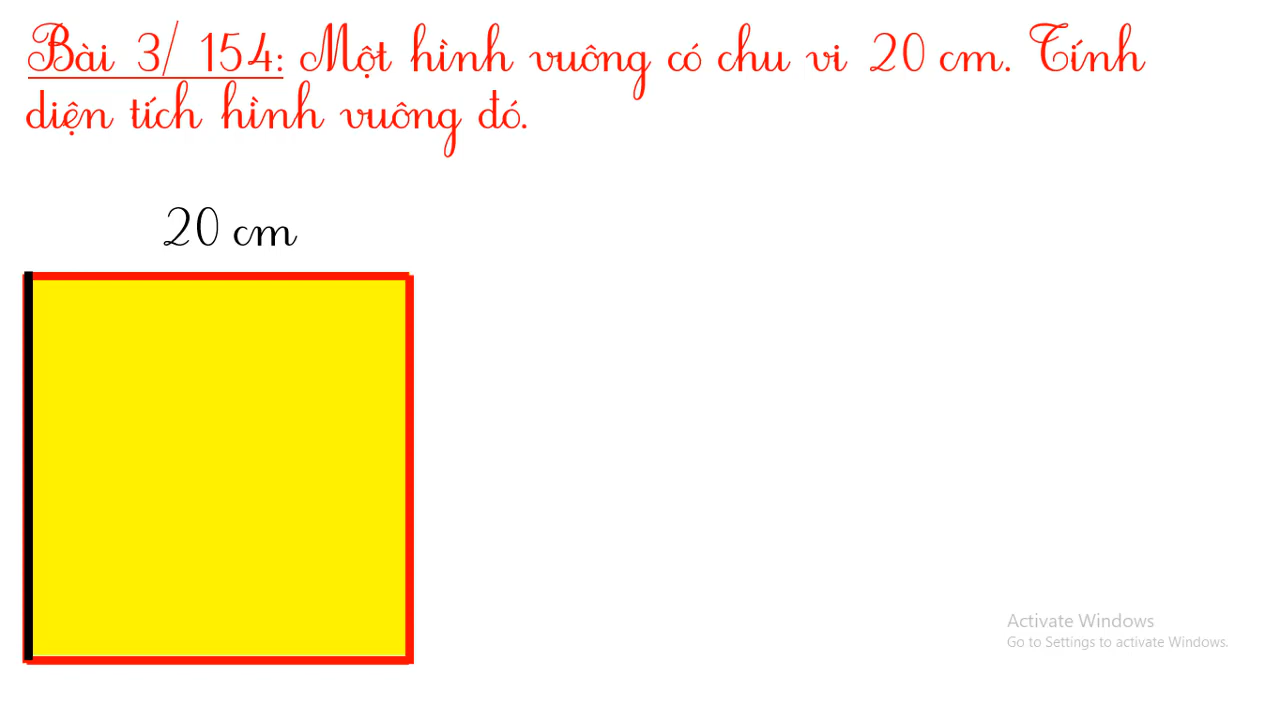 Bài 3/ 154: Một hình vuông có chu vi 20 cm. Tính
diện tích hình vuông đó.
20 cm
Activate Windows
Go to Settings to activate Windows.